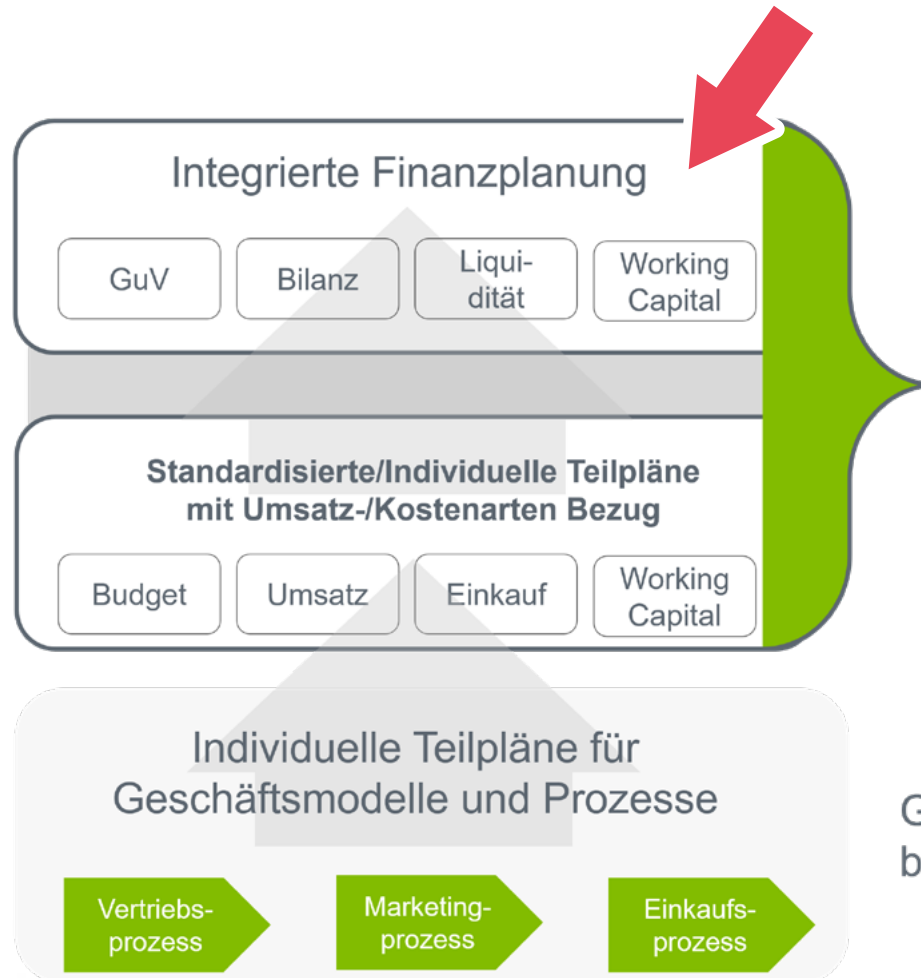 Integrierte Finanzplanung
GuV
Bilanz
Liqui-
dität
Working
Capital
Standardisierte/Individuelle Teilpläne
mit Umsatz-/Kostenarten Bezug
Budget
Umsatz
Einkauf
Working
Capital
Individuelle Teilpläne für
Geschäftsmodelle und Prozesse
Vertriebs-
prozess
Marketing-
prozess
Einkaufs-
prozess